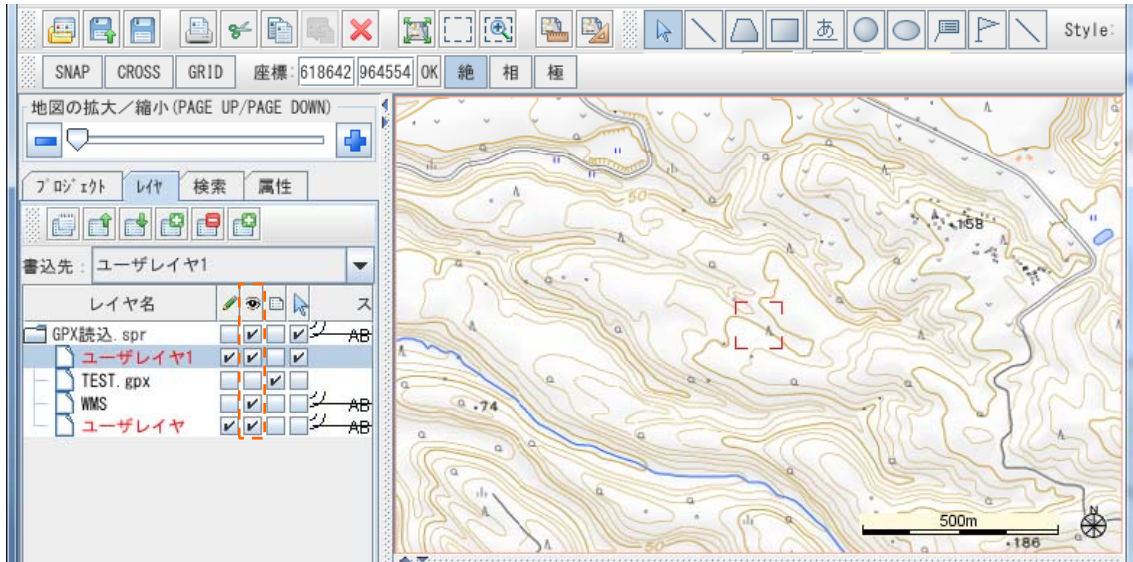 あ
Style:
SNAP CROSS GRID 座標: 618642 964554 OK 絶 相 極
地図の拡大/縮小(PAGE UP/PAGE DOWN)
プロジェクト レイヤ 検索 属性
書込先: ユーザレイヤ1
レイヤ名 ス
GPX読込.spr AB
ユーザレイヤ1
TEST.gpx
WMS AB
ユーザレイヤ AB
50
158
.74
50
500m
N
.186